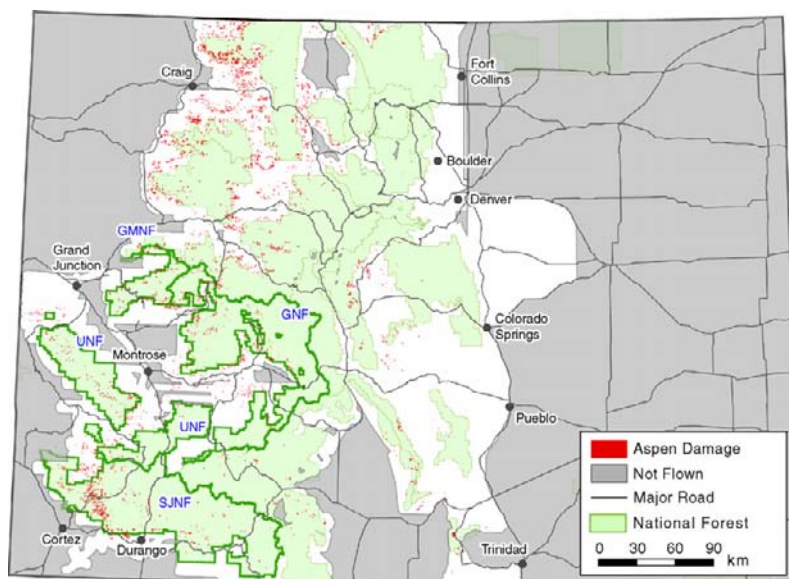 Craig
Fort
Collins
Boulder
Denver
GMNF
Grand
Junction
GNF
UNF
Montrose
Colorado
Springs
UNF
Pueblo
SJNF
Cortez
Durango
Trinidad
Aspen Damage
Not Flown
Major Road
National Forest
0 30 60 90
km